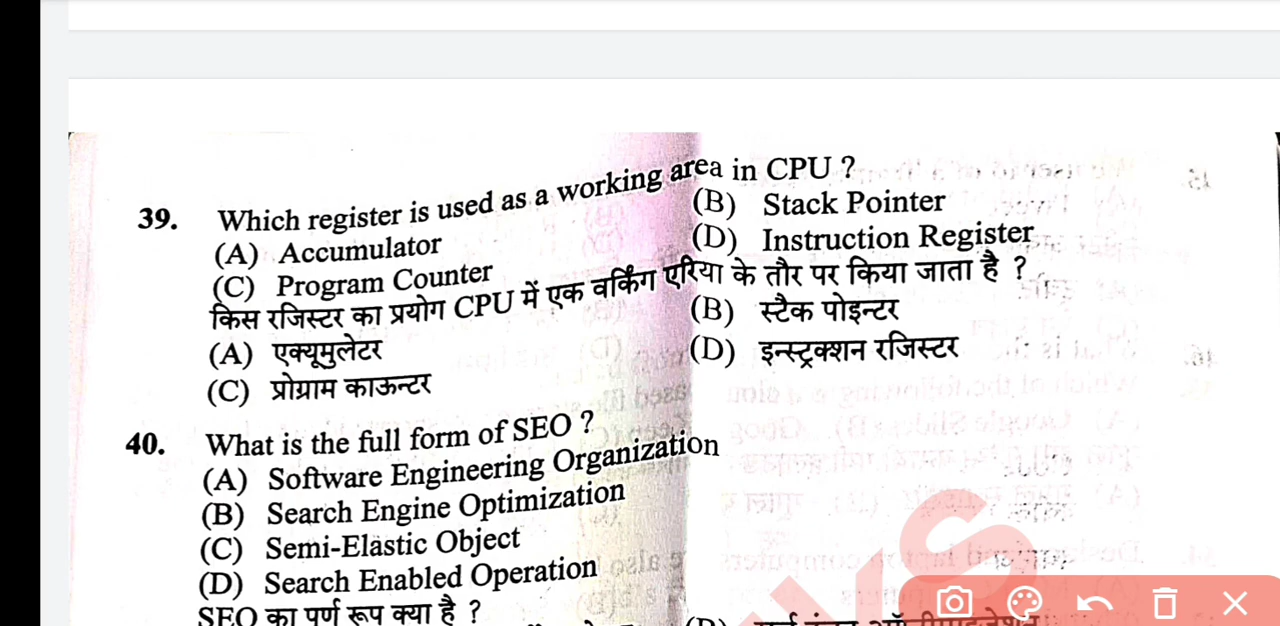 39. Which register is used as a working area in CPU ?
(A) Accumulator (B) Stack Pointer
(C) Program Counter (D) Instruction Register
किस रजिस्टर का प्रयोग CPU में एक वर्किंग एरिया के तौर पर किया जाता है ?
(A) एक्यूमुलेटर (B) स्टैक पोइन्टर
(C) प्रोग्राम काऊन्टर (D) इन्स्ट्रक्शन रजिस्टर
40. What is the full form of SEO ?
(A) Software Engineering Organization
(B) Search Engine Optimization
(C) Semi-Elastic Object
(D) Search Enabled Operation
SEO का पूर्ण रूप क्या है ?